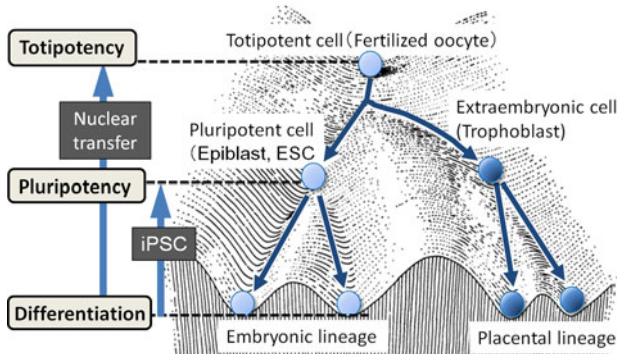 Totipotency
Totipotent cell (Fertilized oocyte)
Nuclear
transfer
Pluripotent cell
(Epiblast, ESC
Extraembryonic cell
(Trophoblast)
Pluripotency
iPSC
Differentiation
Embryonic lineage
Placental lineage